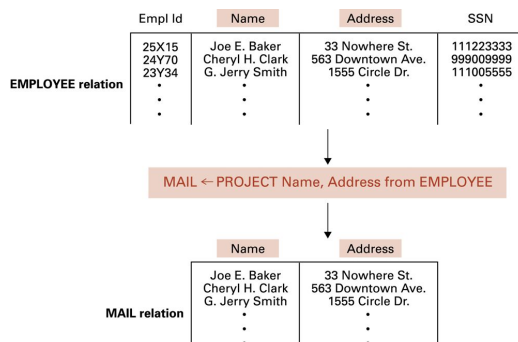 Empl Id Name Address SSN
25X15 Joe E. Baker 33 Nowhere St. 111223333
24Y70 Cheryl H. Clark 563 Downtown Ave. 999009999
23Y34 G. Jerry Smith 1555 Circle Dr. 111005555
EMPLOYEE relation
MAIL ← PROJECT Name, Address from EMPLOYEE
Name Address
Joe E. Baker 33 Nowhere St.
Cheryl H. Clark 563 Downtown Ave.
G. Jerry Smith 1555 Circle Dr.
MAIL relation